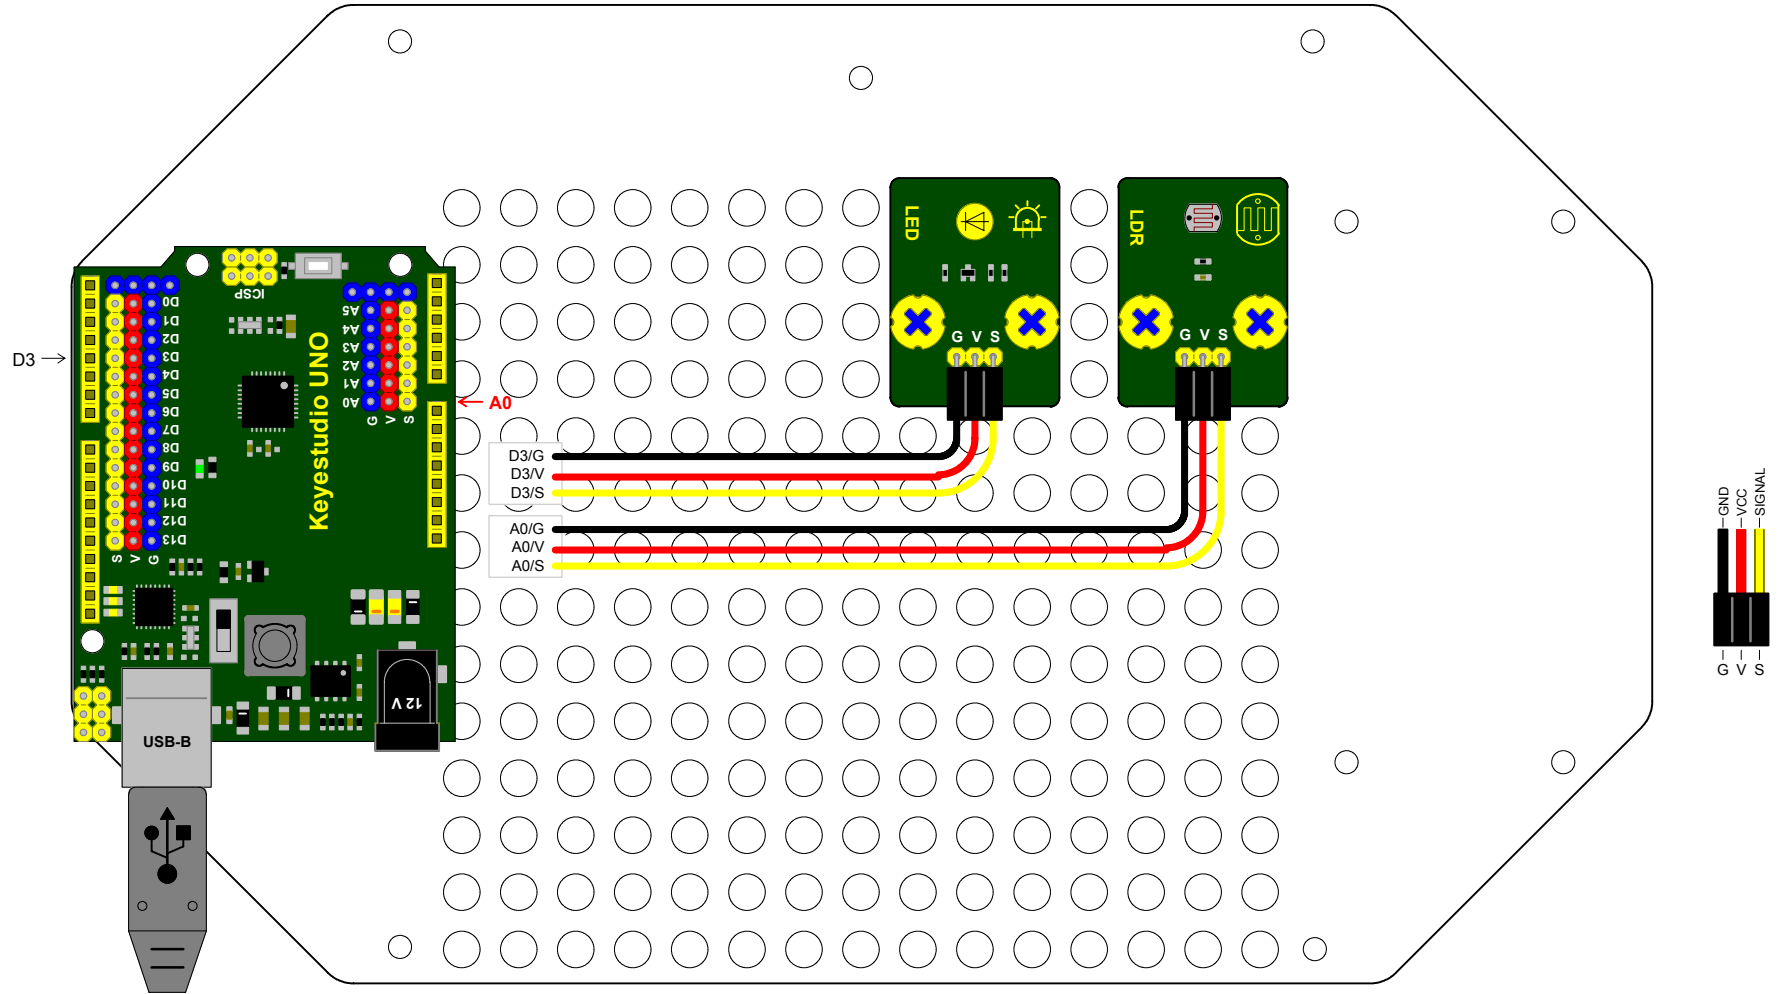 ICSP
D0
D1
D2
D3
D4
D5
D6
D7
D8
D9
D10
D11
D12
D13
S V G
A5
A4
A3
A2
A1
A0
G V S
D3
A0
Keyestudio UNO
12 V
USB-B
LED
G V S
LDR
G V S
D3/G
D3/V
D3/S
A0/G
A0/V
A0/S
GND
VCC
SIGNAL
G V S